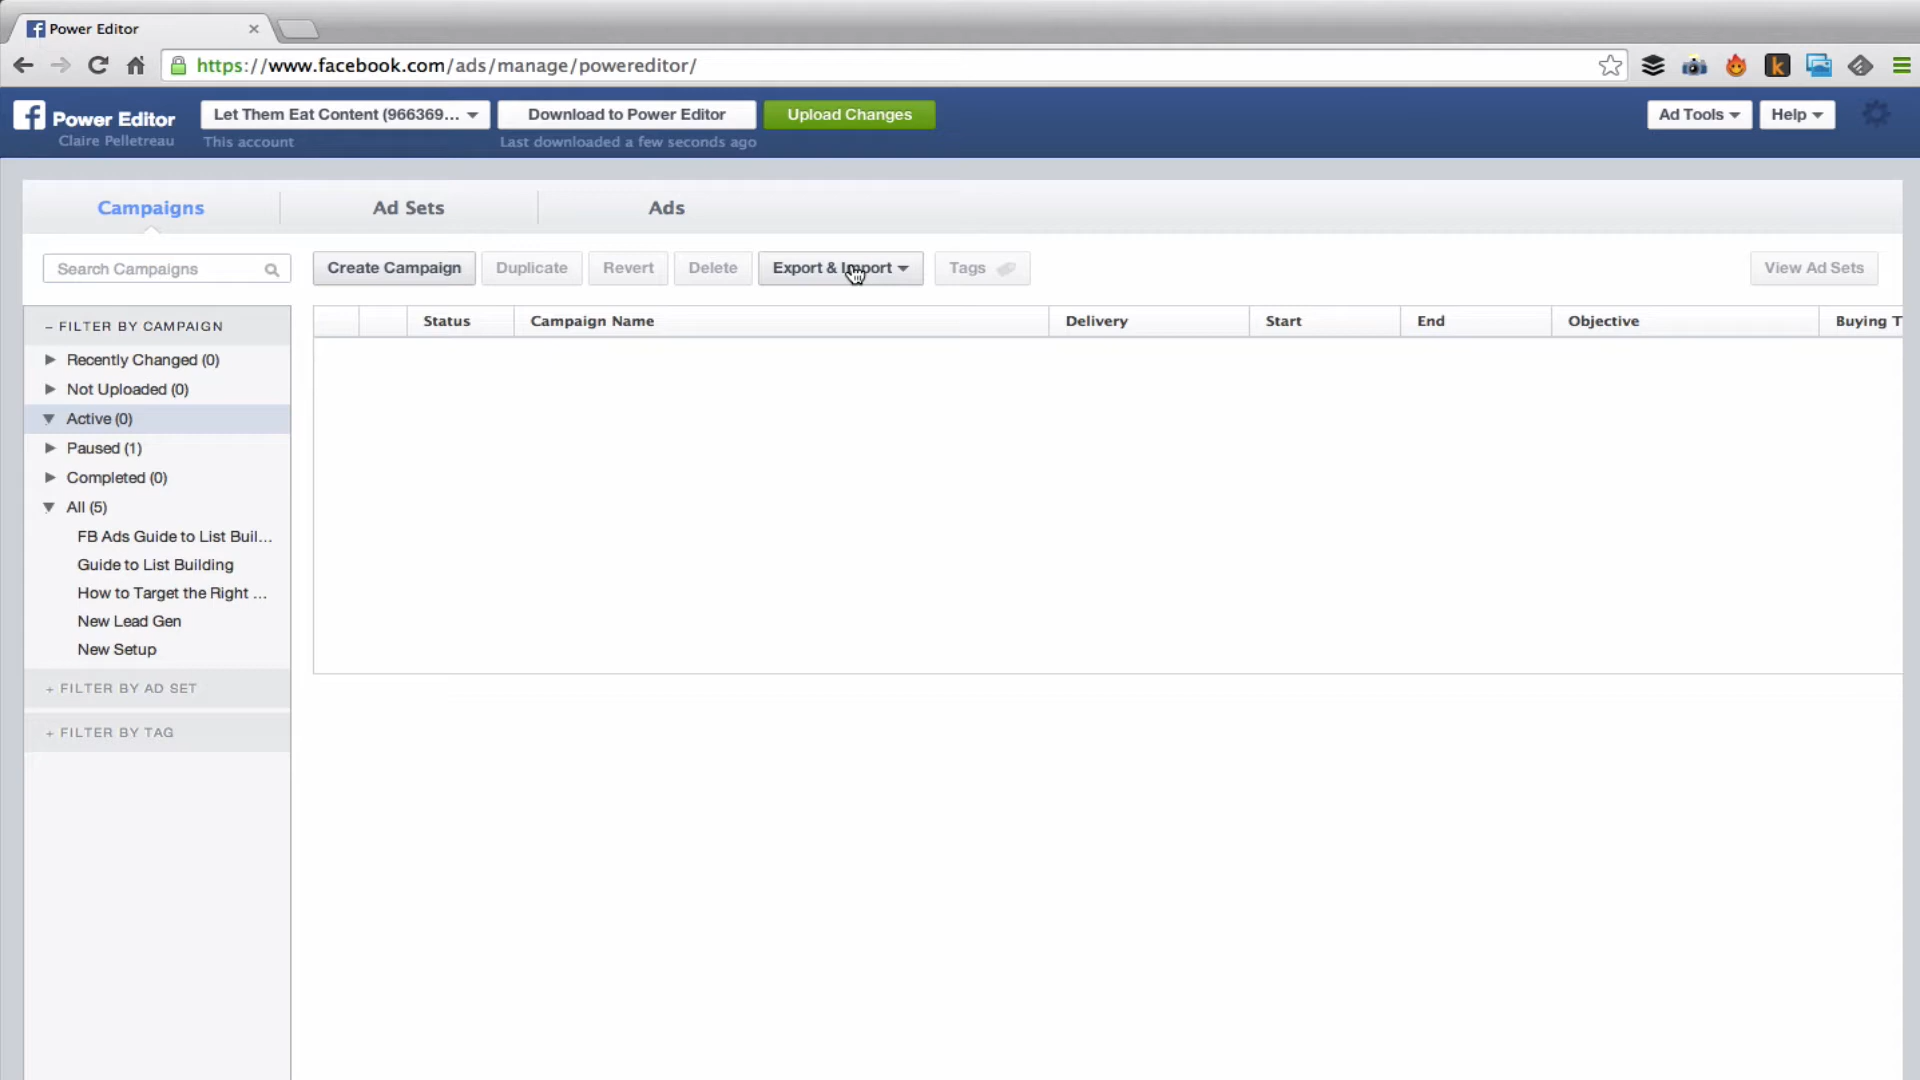 Power Editor
https://www.facebook.com/ads/manage/powereditor/
Power Editor
Claire Pelletreau
Let Them Eat Content (966369...
This account
Download to Power Editor
Last downloaded a few seconds ago
Upload Changes
Ad Tools
Help
Campaigns
Ad Sets
Ads
Search Campaigns
Create Campaign
Duplicate
Revert
Delete
Export & Import
Tags
View Ad Sets
– FILTER BY CAMPAIGN
Recently Changed (0)
Not Uploaded (0)
Active (0)
Paused (1)
Completed (0)
All (5)
FB Ads Guide to List Buil...
Guide to List Building
How to Target the Right ...
New Lead Gen
New Setup
+ FILTER BY AD SET
+ FILTER BY TAG
Status
Campaign Name
Delivery
Start
End
Objective
Buying T